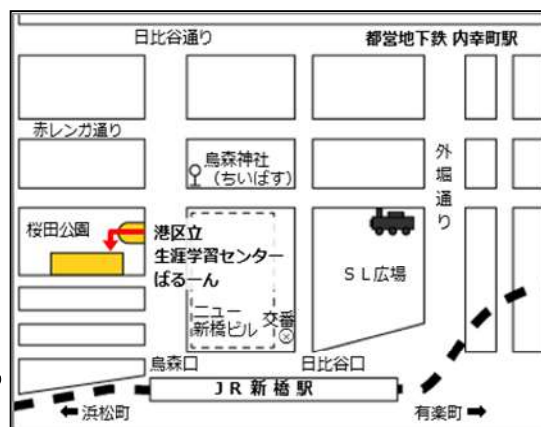 日比谷通り
都営地下鉄 内幸町駅
赤レンガ通り
烏森神社
（ちいばす）
外堀通り
桜田公園
港区立
生涯学習センター
ばるーん
ＳＬ広場
ニュー
新橋ビル
交番
烏森口
日比谷口
ＪＲ新橋駅
浜松町
有楽町